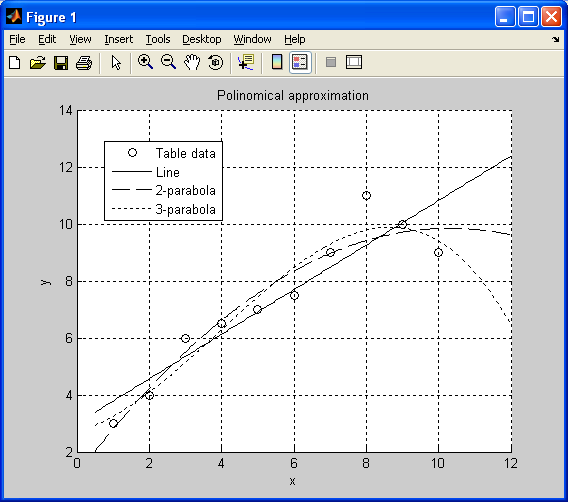 Figure 1
File Edit View Insert Tools Desktop Window Help
Polinomical approximation
14
12
10
8
6
4
2
y
Table data
Line
2-parabola
3-parabola
0 2 4 6 8 10 12
x